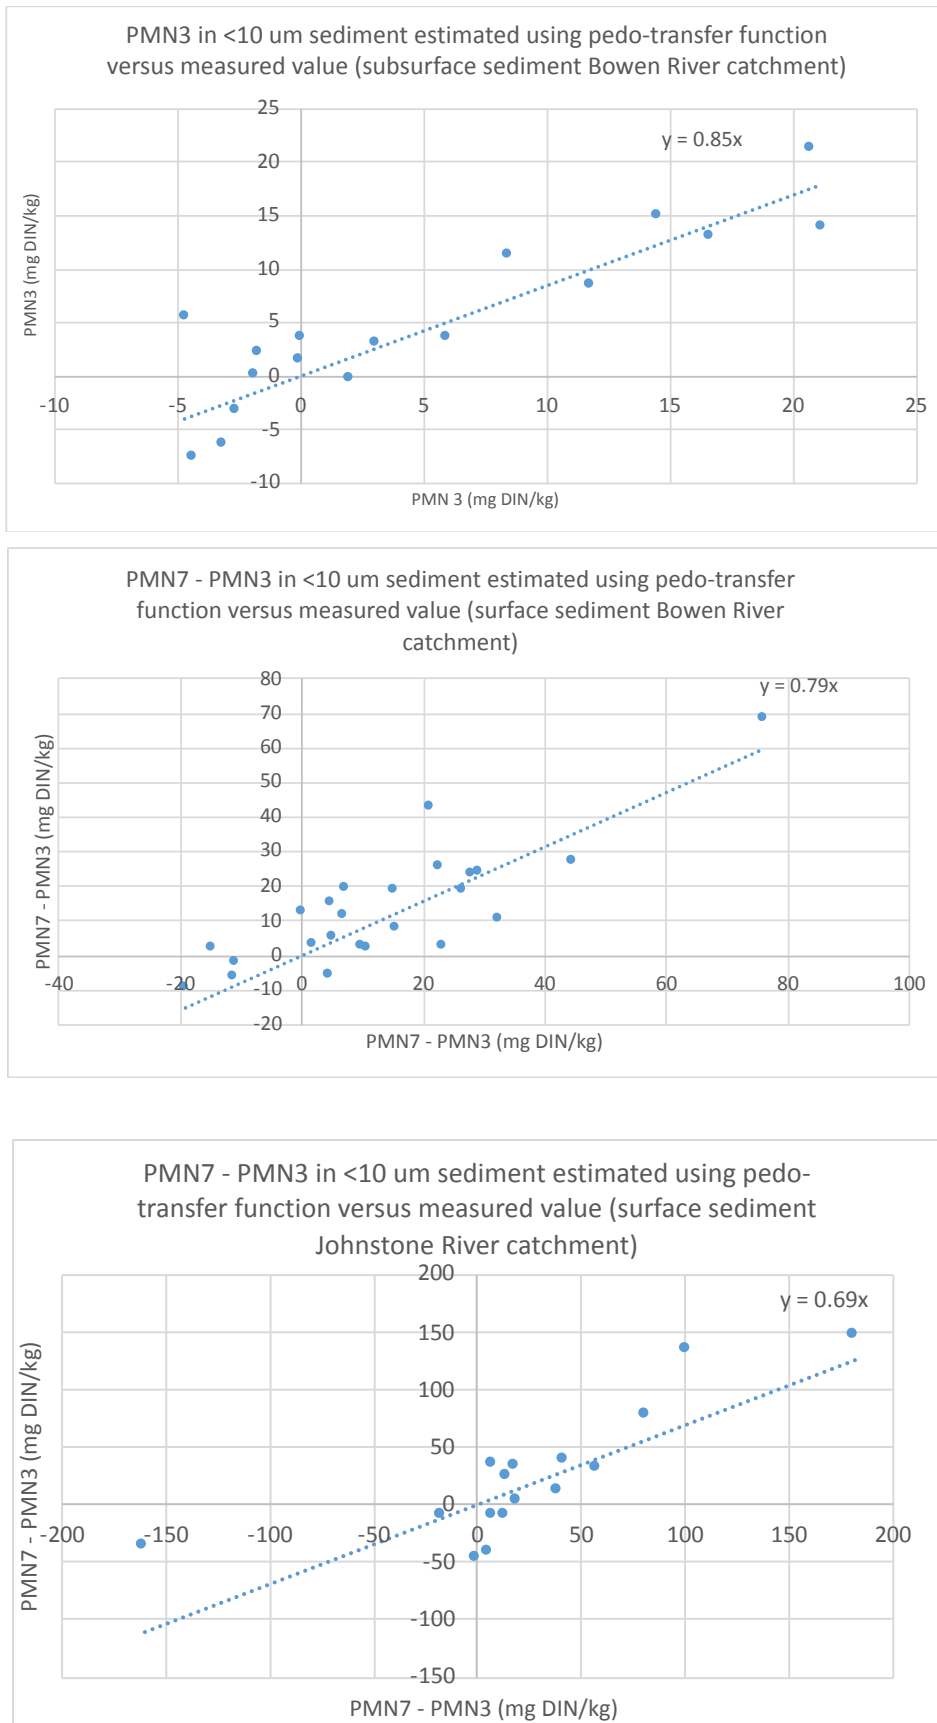 PMN3 in <10 um sediment estimated using pedo-transfer function
versus measured value (subsurface sediment Bowen River catchment)
25
y = 0.85x
20
15
10
5
0
-10 -5 0 5 10 15 20 25
-5
-10
PMN3 (mg DIN/kg)
PMN 3 (mg DIN/kg)
PMN7 - PMN3 in <10 um sediment estimated using pedo-transfer
function versus measured value (surface sediment Bowen River
catchment)
80
y = 0.79x
70
60
50
40
30
20
10
0
-40 -20 0 20 40 60 80 100
-10
-20
PMN7 - PMN3 (mg DIN/kg)
PMN7 - PMN3 (mg DIN/kg)
PMN7 - PMN3 in <10 um sediment estimated using pedo-
transfer function versus measured value (surface sediment
Johnstone River catchment)
200
y = 0.69x
150
100
50
0
-200 -150 -100 -50 0 50 100 150 200
-50
-100
-150
PMN7 - PMN3 (mg DIN/kg)
PMN7 - PMN3 (mg DIN/kg)